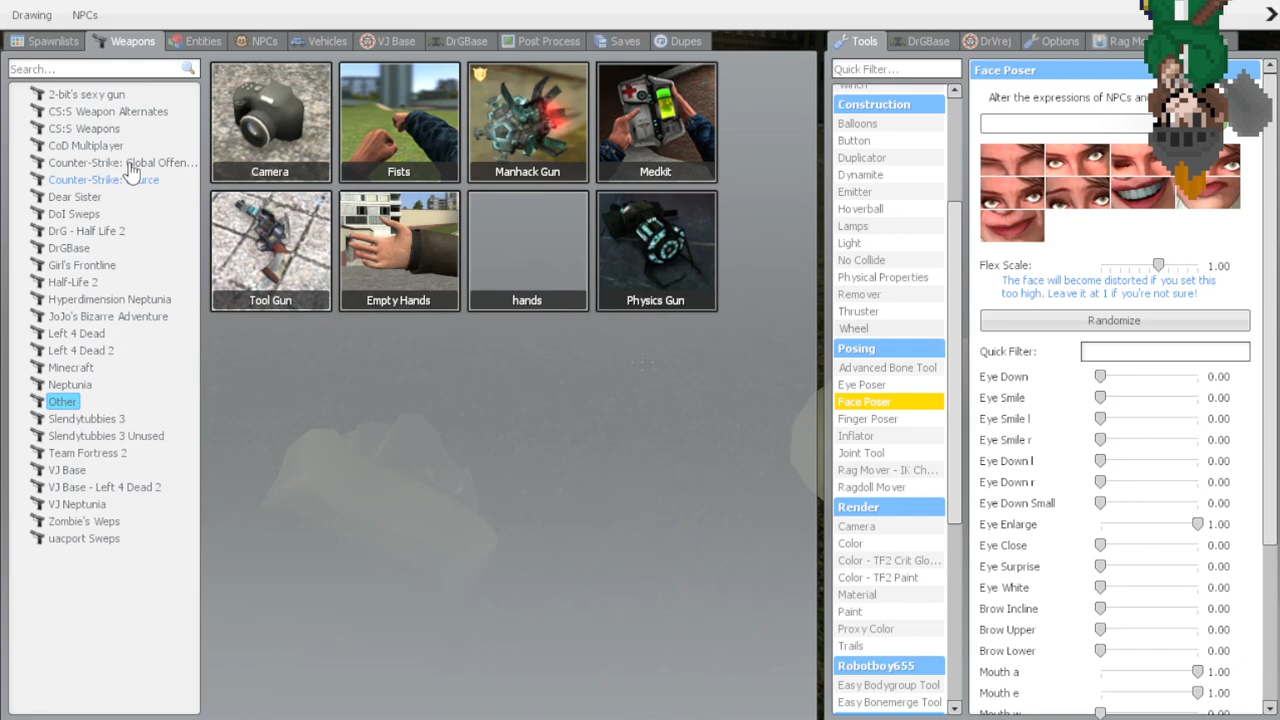 Drawing NPCs
Spawnlists Weapons Entities NPCs Vehicles VJ Base DrGBase Post Process Saves Dupes
Search...
2-bit's sexy gun
CS:S Weapon Alternates
CS:S Weapons
CoD Multiplayer
Counter-Strike: Global Offen...
Counter-Strike:
Dear Sister
DoI Sweps
DrG - Half Life 2
DrGBase
Girl's Frontline
Half-Life 2
Hyperdimension Neptunia
JoJo's Bizarre Adventure
Left 4 Dead
Left 4 Dead 2
Minecraft
Neptunia
Other
Slendytubbies 3
Slendytubbies 3 Unused
Team Fortress 2
VJ Base
VJ Base - Left 4 Dead 2
VJ Neptunia
Zombie's Weps
uacport Sweps
Camera Fists Manhack Gun Medkit
Tool Gun Empty Hands hands Physics Gun
Tools DrGBase DrVrej Options Rag Mo
Quick Filter...
Winch
Construction
Balloons
Button
Duplicator
Dynamite
Emitter
Hoverball
Lamps
Light
No Collide
Physical Properties
Remover
Thruster
Wheel
Posing
Advanced Bone Tool
Eye Poser
Face Poser
Finger Poser
Inflator
Joint Tool
Rag Mover - IK Ch...
Ragdoll Mover
Render
Camera
Color
Color - TF2 Crit Glo...
Color - TF2 Paint
Material
Paint
Proxy Color
Trails
Robotboy655
Easy Bodygroup Tool
Easy Bonemerge Tool
Face Poser
Alter the expressions of NPCs an
Flex Scale: 1.00
The face will become distorted if you set this
too high. Leave it at 1 if you're not sure!
Randomize
Quick Filter:
Eye Down 0.00
Eye Smile 0.00
Eye Smile l 0.00
Eye Smile r 0.00
Eye Down l 0.00
Eye Down r 0.00
Eye Down Small 0.00
Eye Enlarge 1.00
Eye Close 0.00
Eye Surprise 0.00
Eye White 0.00
Brow Incline 0.00
Brow Upper 0.00
Brow Lower 0.00
Mouth a 1.00
Mouth e 1.00
Mouth w 0.00